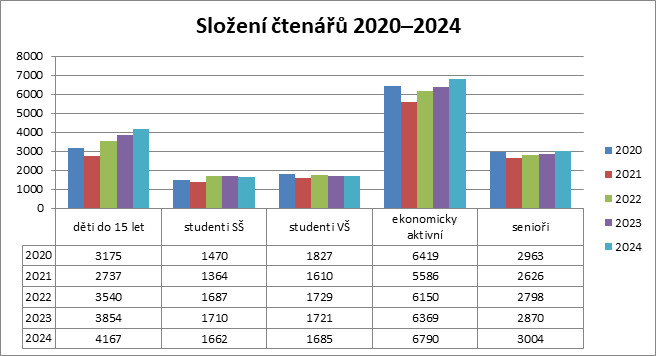 Složení čtenářů 2020–2024
8000
7000
6000
5000
4000
3000
2000
1000
0
děti do 15 let studenti SŠ studenti VŠ ekonomicky aktivní senioři
2020 3175 1470 1827 6419 2963
2021 2737 1364 1610 5586 2626
2022 3540 1687 1729 6150 2798
2023 3854 1710 1721 6369 2870
2024 4167 1662 1685 6790 3004
2020
2021
2022
2023
2024